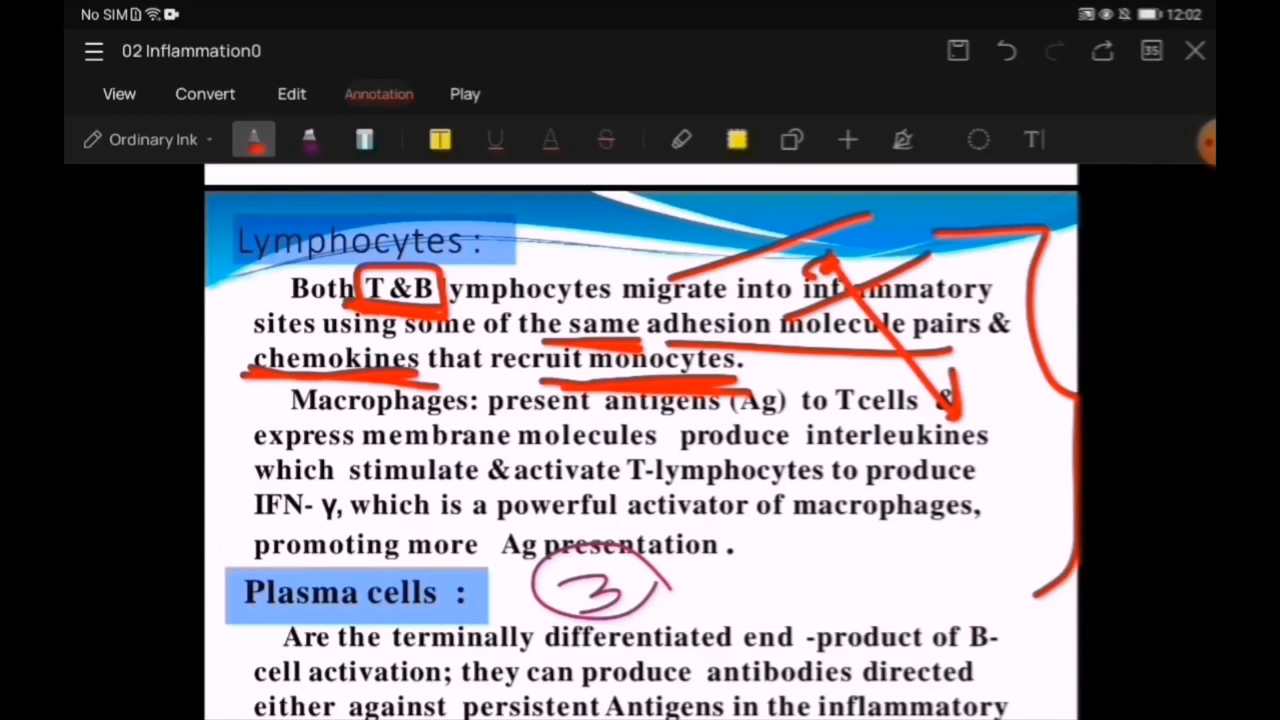 No SIM 12:02
02 Inflammation0 35
View Convert Edit Annotation Play
Ordinary Ink
Lymphocytes :
Both T &B lymphocytes migrate into inflammatory
sites using some of the same adhesion molecule pairs &
chemokines that recruit monocytes.
Macrophages: present antigens (Ag) to Tcells &
express membrane molecules produce interleukines
which stimulate &activate T-lymphocytes to produce
IFN- γ, which is a powerful activator of macrophages,
promoting more Ag presentation .
3
Plasma cells :
Are the terminally differentiated end -product of B-
cell activation; they can produce antibodies directed
either against persistent Antigens in the inflammatory